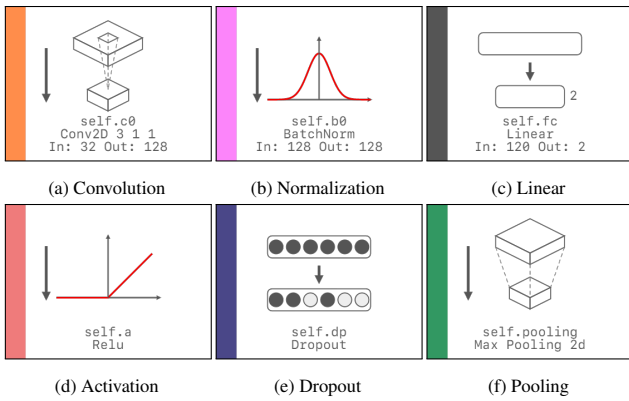 self.c0
Conv2D 3 1 1
In: 32 Out: 128
(a) Convolution
self.b0
BatchNorm
In: 128 Out: 128
(b) Normalization
2
self.fc
Linear
In: 120 Out: 2
(c) Linear
self.a
Relu
(d) Activation
self.dp
Dropout
(e) Dropout
self.pooling
Max Pooling 2d
(f) Pooling